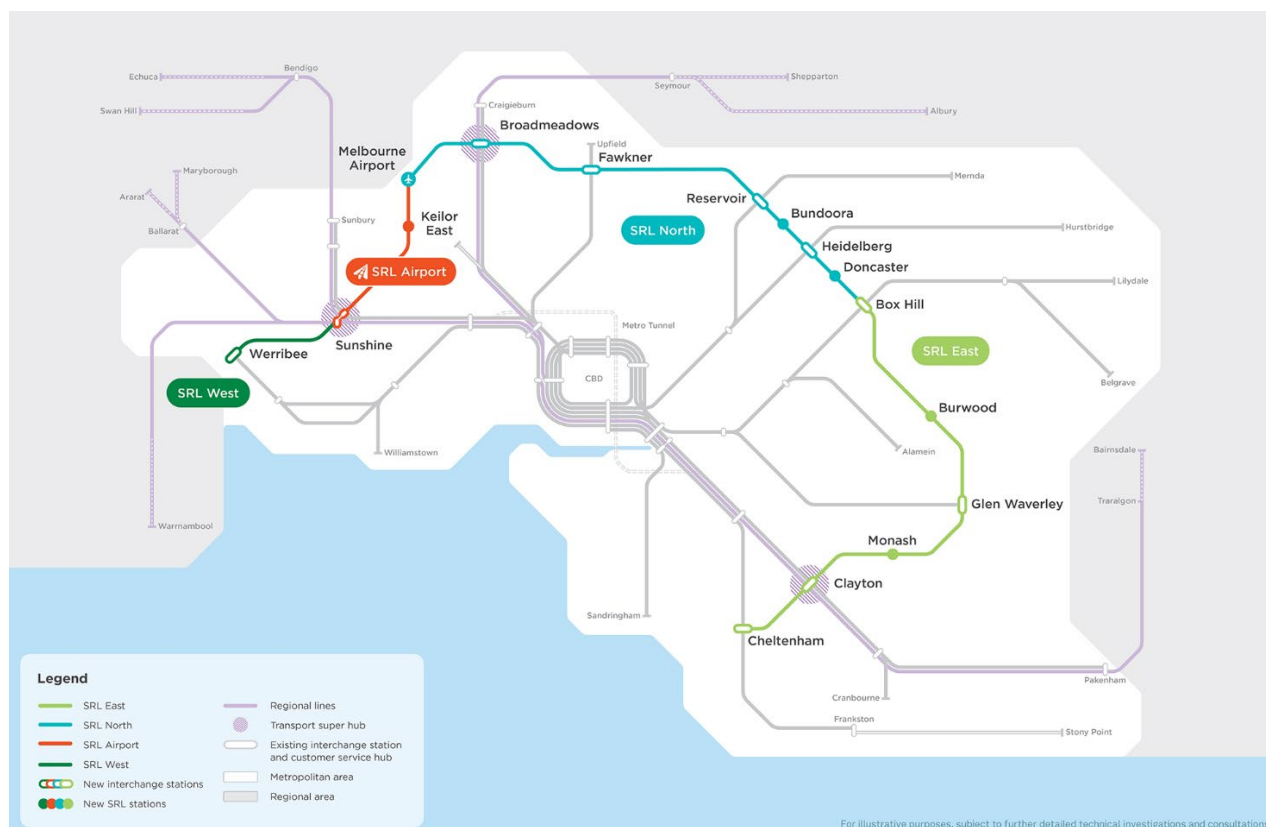 Echuca
Bendigo
Swan Hill
Seymour
Shepparton
Albury
Craigieburn
Broadmeadows
Melbourne
Airport
Upfield
Fawkner
Maryborough
Ararat
Ballarat
Sunbury
Keilor
East
SRL North
Reservoir
Mernda
Bundoora
Heidelberg
Hurstbridge
Doncaster
SRL Airport
Box Hill
Lilydale
Sunshine
Metro Tunnel
Werribee
SRL East
CBD
Belgrave
SRL West
Burwood
Williamstown
Alamein
Bairnsdale
Traralgon
Glen Waverley
Warrnambool
Monash
Clayton
Sandringham
Cheltenham
Pakenham
Cranbourne
Frankston
Stony Point
Legend
SRL East
SRL North
SRL Airport
SRL West
New interchange stations
New SRL stations
Regional lines
Transport super hub
Existing interchange station
and customer service hub
Metropolitan area
Regional area
For illustrative purposes, subject to further detailed technical investigations and consultations